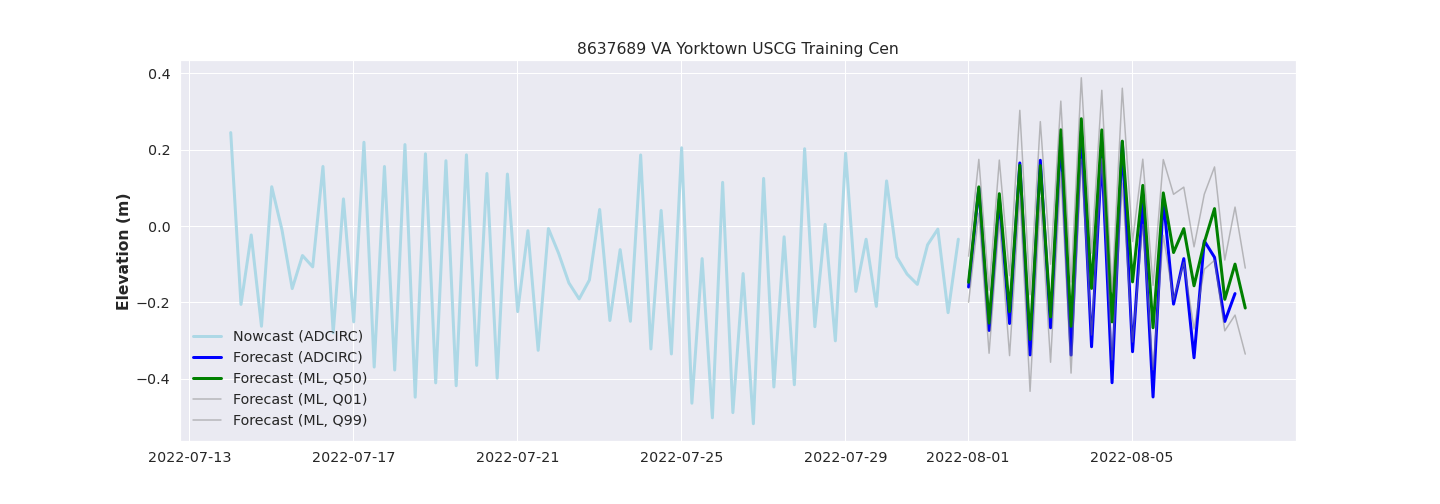 8637689 VA Yorktown USCG Training Cen
Elevation (m)
0.4
0.2
0.0
−0.2
−0.4
Nowcast (ADCIRC)
Forecast (ADCIRC)
Forecast (ML, Q50)
Forecast (ML, Q01)
Forecast (ML, Q99)
2022-07-13 2022-07-17 2022-07-21 2022-07-25 2022-07-29 2022-08-01 2022-08-05